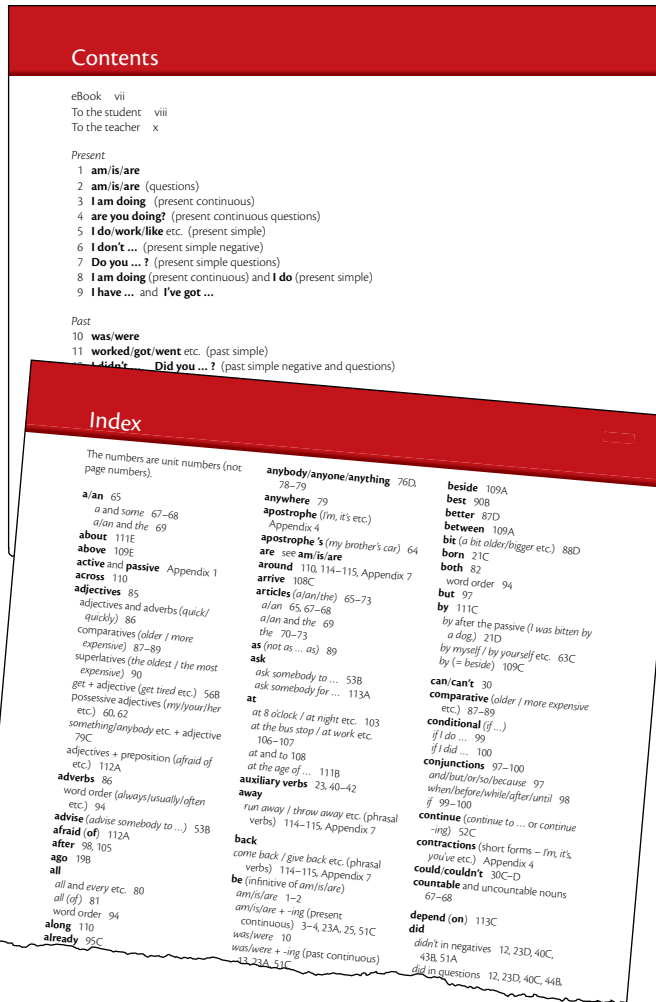 Contents
eBook vii
To the student viii
To the teacher x
Present
1 am/is/are
2 am/is/are (questions)
3 I am doing (present continuous)
4 are you doing? (present continuous questions)
5 I do/work/like etc. (present simple)
6 I don't ... (present simple negative)
7 Do you ... ? (present simple questions)
8 I am doing (present continuous) and I do (present simple)
9 I have ... and I've got ...
Past
10 was/were
11 worked/got/went etc. (past simple)
I didn't ... Did you ... ? (past simple negative and questions)
Index
The numbers are unit numbers (not
page numbers).
a/an 65
a and some 67–68
a/an and the 69
about 111E
above 109E
active and passive Appendix 1
across 110
adjectives 85
adjectives and adverbs (quick/
quickly) 86
comparatives (older / more
expensive) 87–89
superlatives (the oldest / the most
expensive) 90
get + adjective (get tired etc.) 56B
possessive adjectives (my/your/her
etc.) 60, 62
something/anybody etc. + adjective
79C
adjectives + preposition (afraid of
etc.) 112A
adverbs 86
word order (always/usually/often
etc.) 94
advise (advise somebody to ...) 53B
afraid (of) 112A
after 98, 105
ago 19B
all
all and every etc. 80
all (of) 81
word order 94
along 110
already 95C
anybody/anyone/anything 76D,
78–79
anywhere 79
apostrophe (I'm, it's etc.)
Appendix 4
apostrophe 's (my brother's car) 64
are see am/is/are
around 110, 114–115, Appendix 7
arrive 108C
articles (a/an/the) 65–73
a/an 65, 67–68
a/an and the 69
the 70–73
as (not as ... as) 89
ask
ask somebody to ... 53B
ask somebody for ... 113A
at
at 8 o'clock / at night etc. 103
at the bus stop / at work etc.
106–107
at and to 108
at the age of ... 111B
auxiliary verbs 23, 40–42
away
run away / throw away etc. (phrasal
verbs) 114–115, Appendix 7
back
come back / give back etc. (phrasal
verbs) 114–115, Appendix 7
be (infinitive of am/is/are)
am/is/are 1–2
am/is/are + -ing (present
continuous) 3–4, 23A, 25, 51C
was/were 10
was/were + -ing (past continuous)
13, 23A, 51C
beside 109A
best 90B
better 87D
between 109A
bit (a bit older/bigger etc.) 88D
born 21C
both 82
word order 94
but 97
by 111C
by after the passive (I was bitten by
a dog.) 21D
by myself / by yourself etc. 63C
by (= beside) 109C
can/can't 30
comparative (older / more expensive
etc.) 87–89
conditional (if ...)
if I do ... 99
if I did ... 100
conjunctions 97–100
and/but/or/so/because 97
when/before/while/after/until 98
if 99–100
continue (continue to ... or continue
-ing) 52C
contractions (short forms – I'm, it's,
you've etc.) Appendix 4
could/couldn't 30C–D
countable and uncountable nouns
67–68
depend (on) 113C
did
didn't in negatives 12, 23D, 40C,
43B, 51A
did in questions 12, 23D, 40C, 44B,